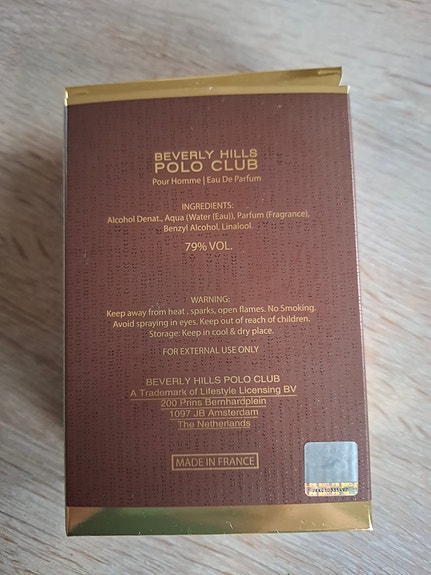 BEVERLY HILLS
POLO CLUB
Pour Homme | Eau De Parfum
INGREDIENTS:
Alcohol Denat., Aqua (Water (Eau)), Parfum (Fragrance),
Benzyl Alcohol, Linalool.
79% VOL.
WARNING:
Keep away from heat , sparks, open flames. No Smoking.
Avoid spraying in eyes. Keep out of reach of children.
Storage: Keep in cool & dry place.
FOR EXTERNAL USE ONLY
BEVERLY HILLS POLO CLUB
A Trademark of Lifestyle Licensing BV
200 Prins Bernhardplein
1097 JB Amsterdam
The Netherlands
MADE IN FRANCE